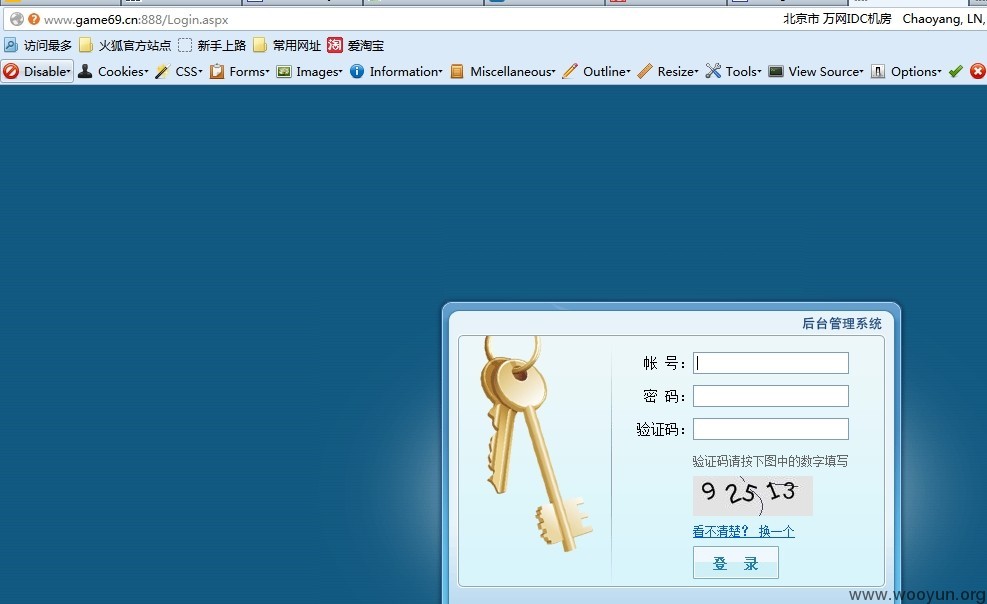 www.game69.cn:888/Login.aspx 北京市 万网IDC机房 Chaoyang, LN,
访问最多 火狐官方站点 新手上路 常用网址 淘 爱淘宝
Disable Cookies CSS Forms Images Information Miscellaneous Outline Resize Tools View Source Options
后台管理系统
帐 号：
密 码：
验证码：
验证码请按下图中的数字填写
92513
看不清楚？ 换一个
登 录
www.wooyun.org